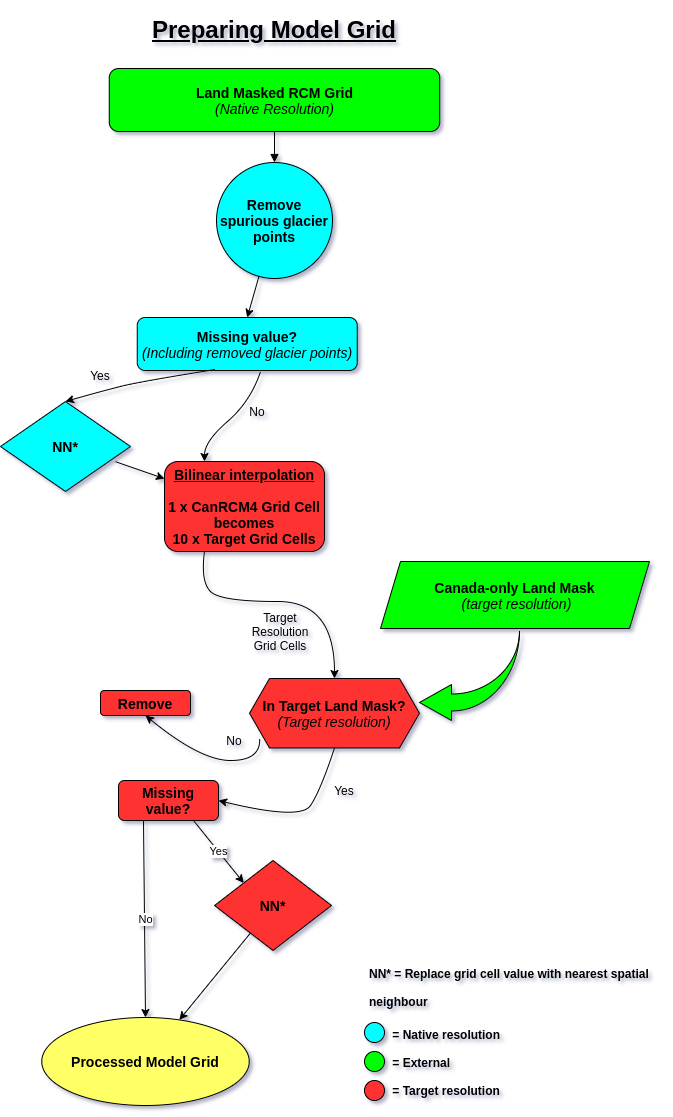 Preparing Model Grid
Land Masked RCM Grid
(Native Resolution)
Remove
spurious glacier
points
Missing value?
(Including removed glacier points)
Yes
No
NN*
Bilinear interpolation
1 x CanRCM4 Grid Cell
becomes
10 x Target Grid Cells
Canada-only Land Mask
(target resolution)
Target
Resolution
Grid Cells
In Target Land Mask?
(Target resolution)
Remove
No
Yes
Missing
value?
Yes
NN*
No
NN* = Replace grid cell value with nearest spatial
neighbour
= Native resolution
= External
= Target resolution
Processed Model Grid